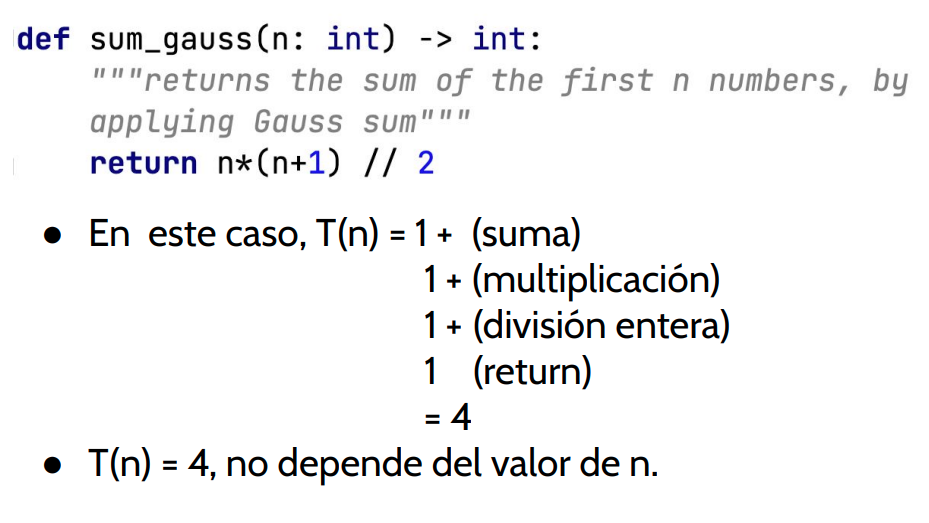 def sum_gauss(n: int) -> int:
"""returns the sum of the first n numbers, by
applying Gauss sum"""
return n*(n+1) // 2
● En este caso, T(n) = 1 + (suma)
1 + (multiplicación)
1 + (división entera)
1 (return)
= 4
● T(n) = 4, no depende del valor de n.